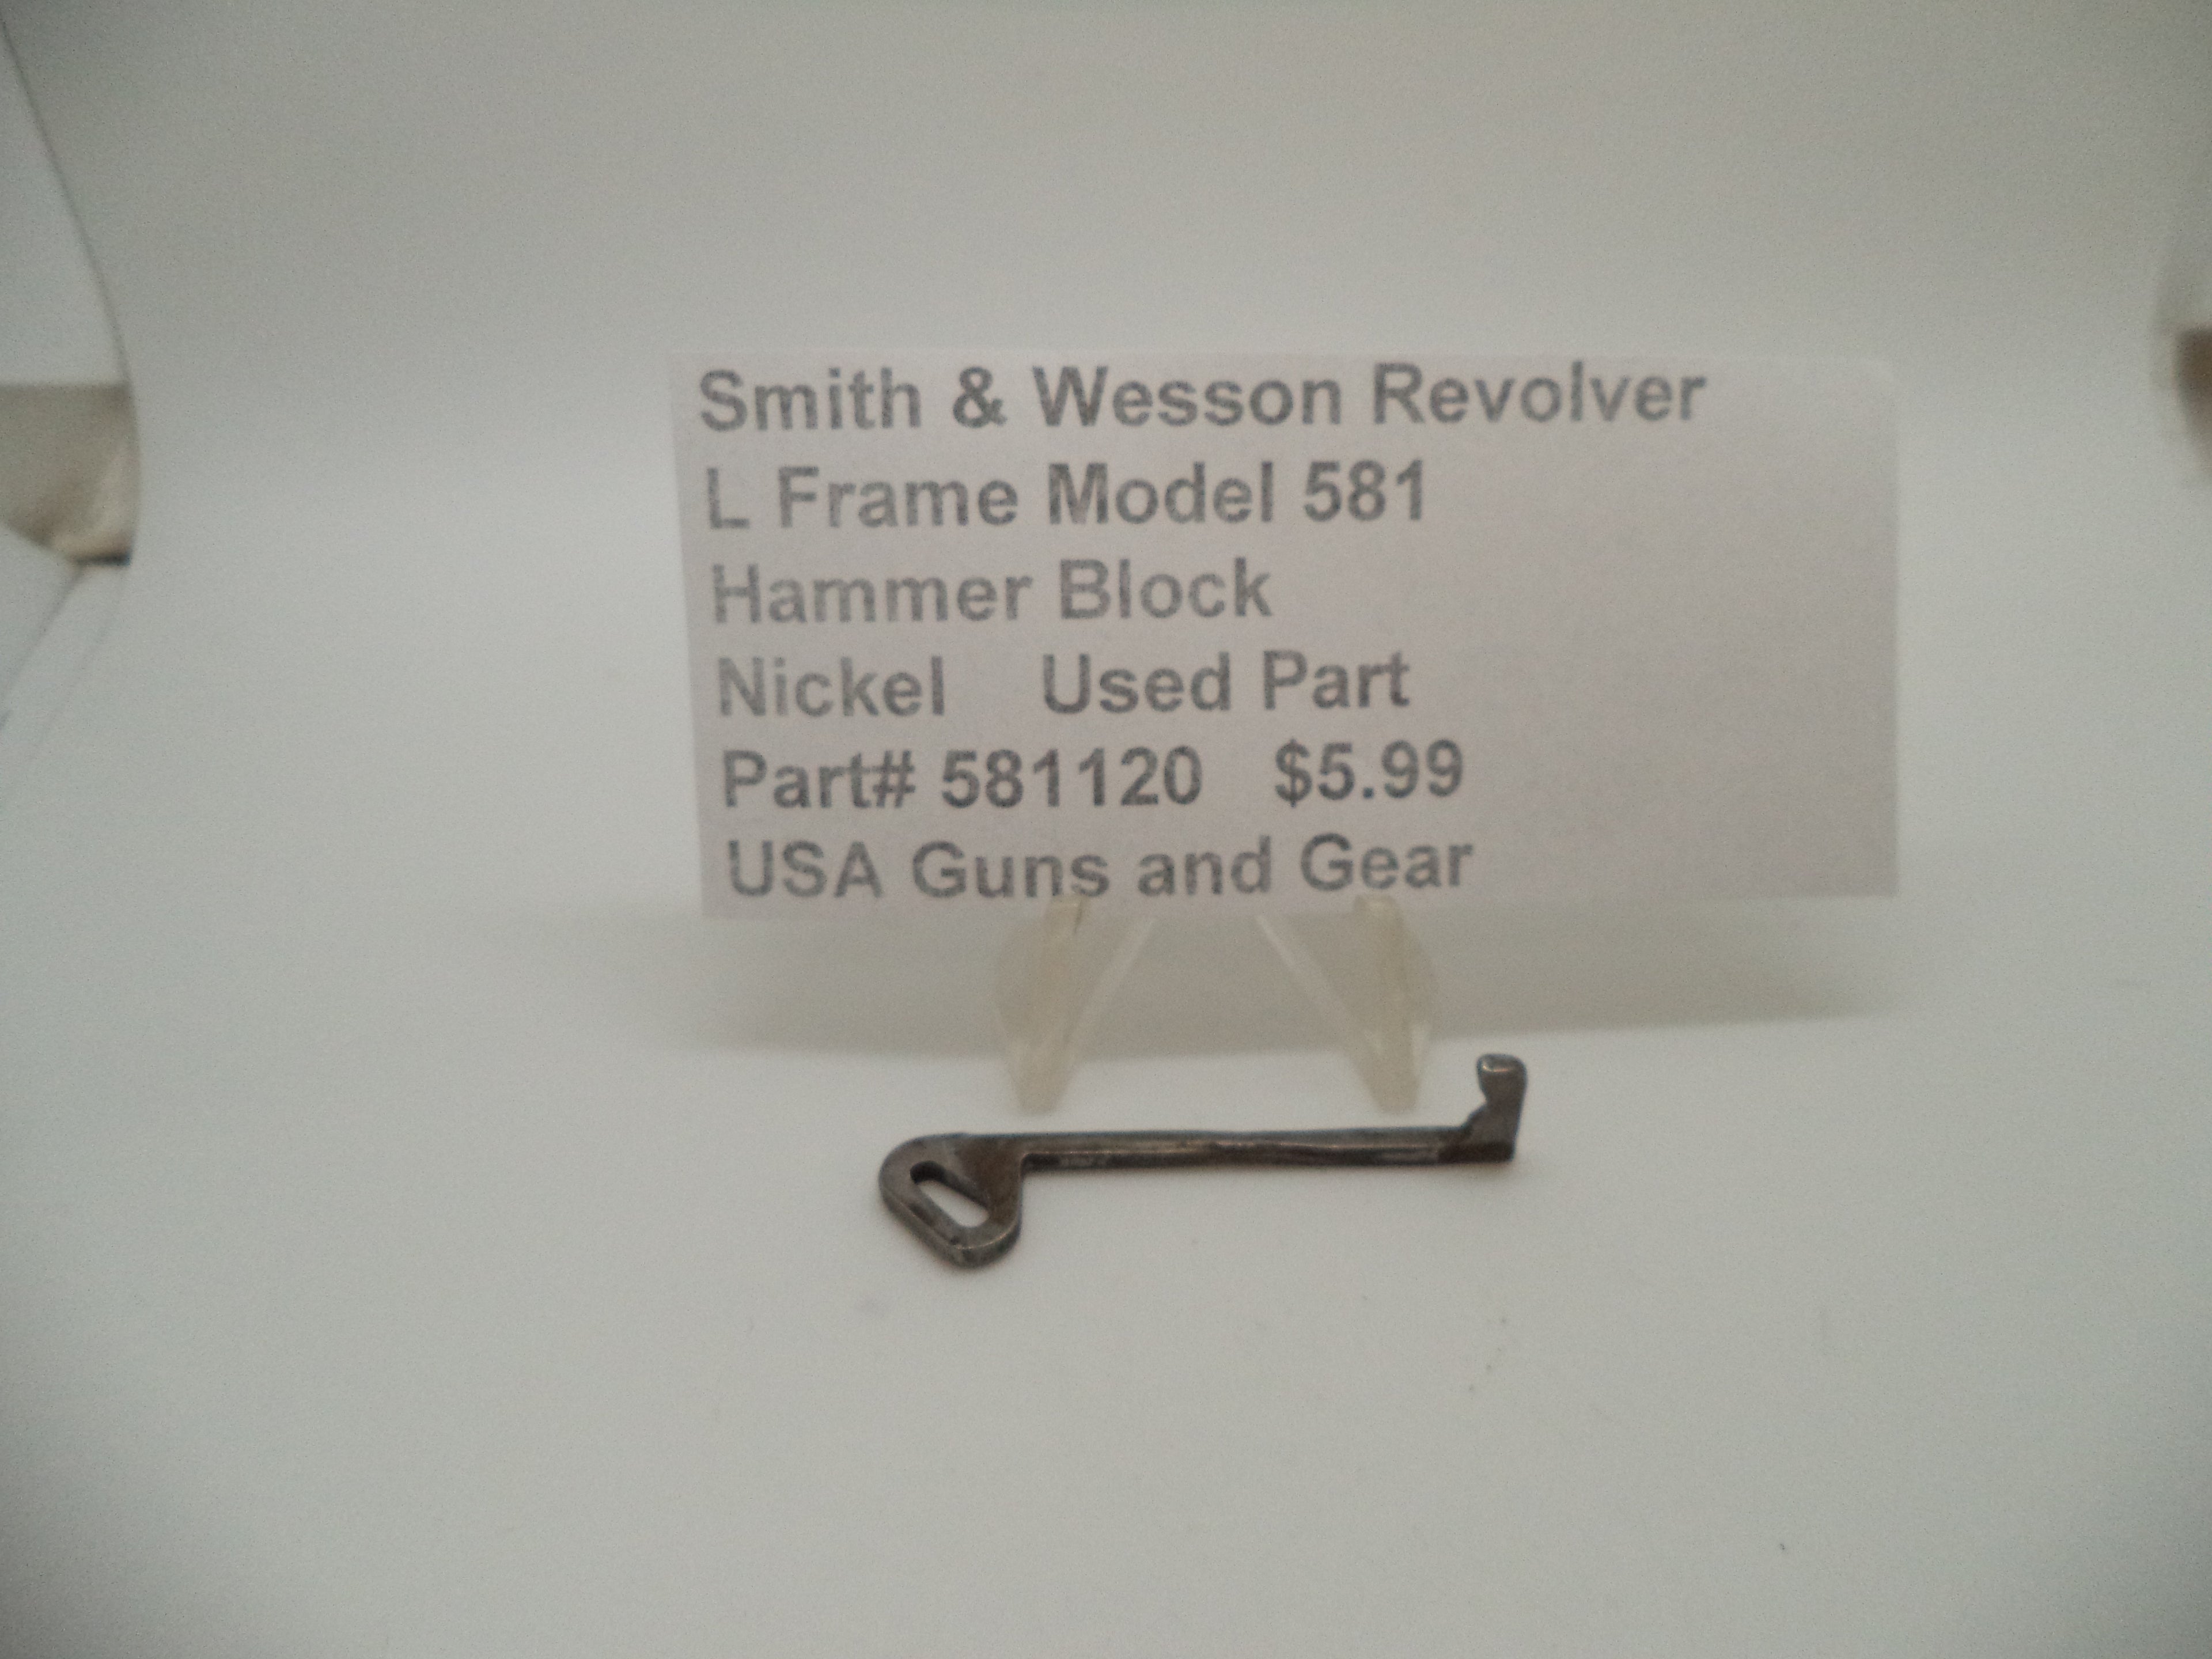 Smith & Wesson Revolver
L Frame Model 581
Hammer Block
Nickel Used Part
Part# 581120 $5.99
USA Guns and Gear